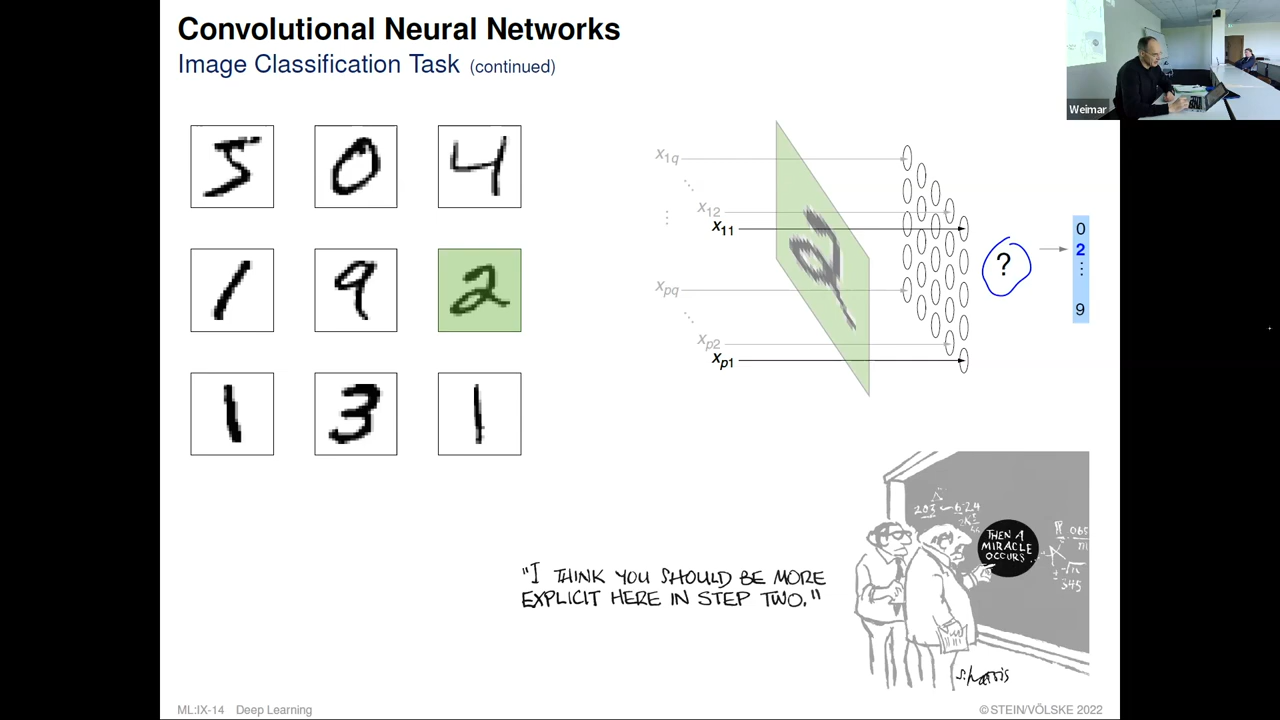 Convolutional Neural Networks
Image Classification Task (continued)
Weimar
5 0 4
1 9 2
1 3 1
x1q
⋱
⋮
x12
x11
xpq
⋱
xp2
xp1
?
0
2
⋮
9
THEN A
MIRACLE
OCCURS
"I THINK YOU SHOULD BE MORE
EXPLICIT HERE IN STEP TWO."
S. Harris
ML:IX-14 Deep Learning
© STEIN/VÖLSKE 2022